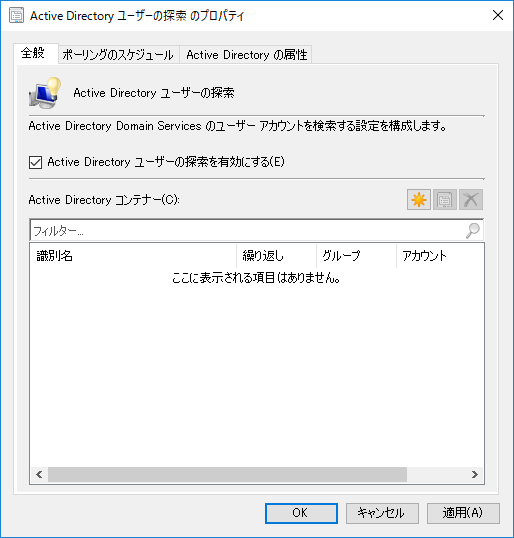 Active Directory ユーザーの探索 のプロパティ
全般 ポーリングのスケジュール Active Directory の属性
Active Directory ユーザーの探索
Active Directory Domain Services のユーザー アカウントを検索する設定を構成します。
Active Directory ユーザーの探索を有効にする(E)
Active Directory コンテナー(C):
フィルター...
識別名 繰り返し グループ アカウント
ここに表示される項目はありません。
OK キャンセル 適用(A)